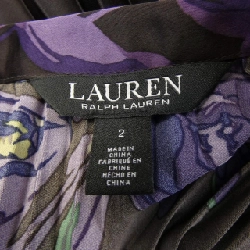 LAUREN
RALPH LAUREN
2
MADE IN
CHINA
FABRIQUÉ EN
CHINE
HECHO EN
CHINA